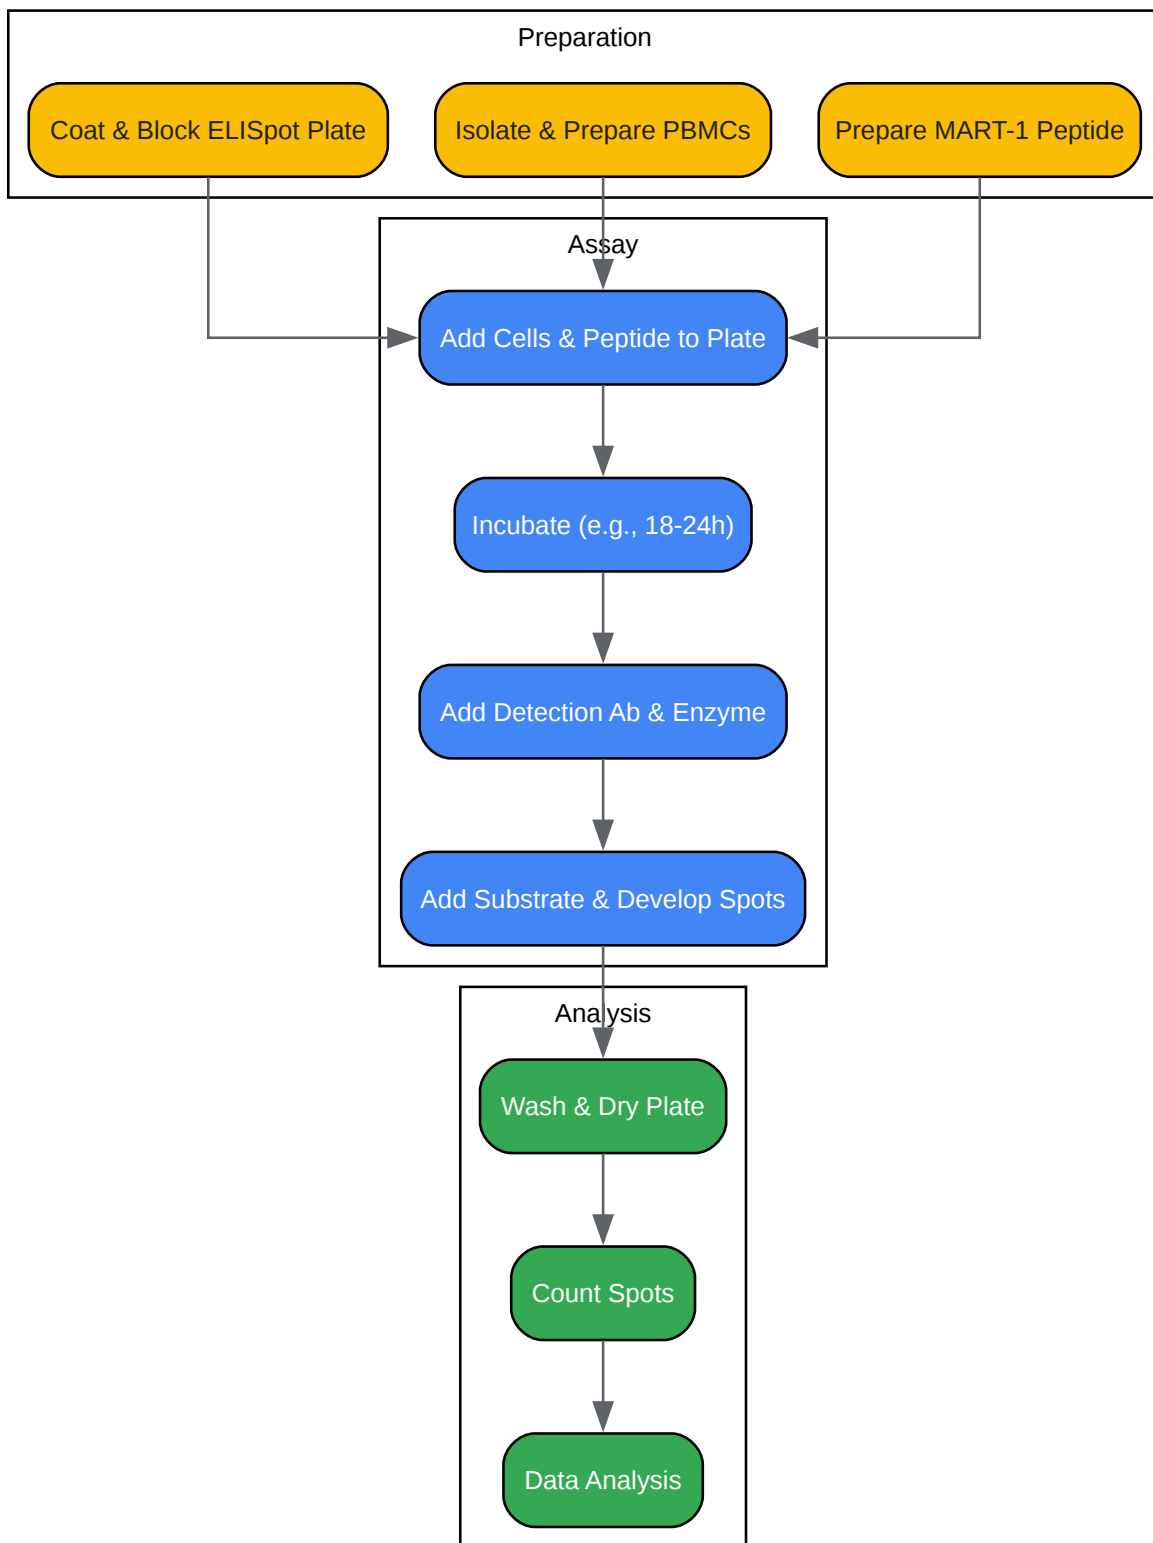 Preparation
Coat & Block ELISpot Plate
Isolate & Prepare PBMCs
Prepare MART-1 Peptide
Assay
Add Cells & Peptide to Plate
Incubate (e.g., 18-24h)
Add Detection Ab & Enzyme
Add Substrate & Develop Spots
Analysis
Wash & Dry Plate
Count Spots
Data Analysis